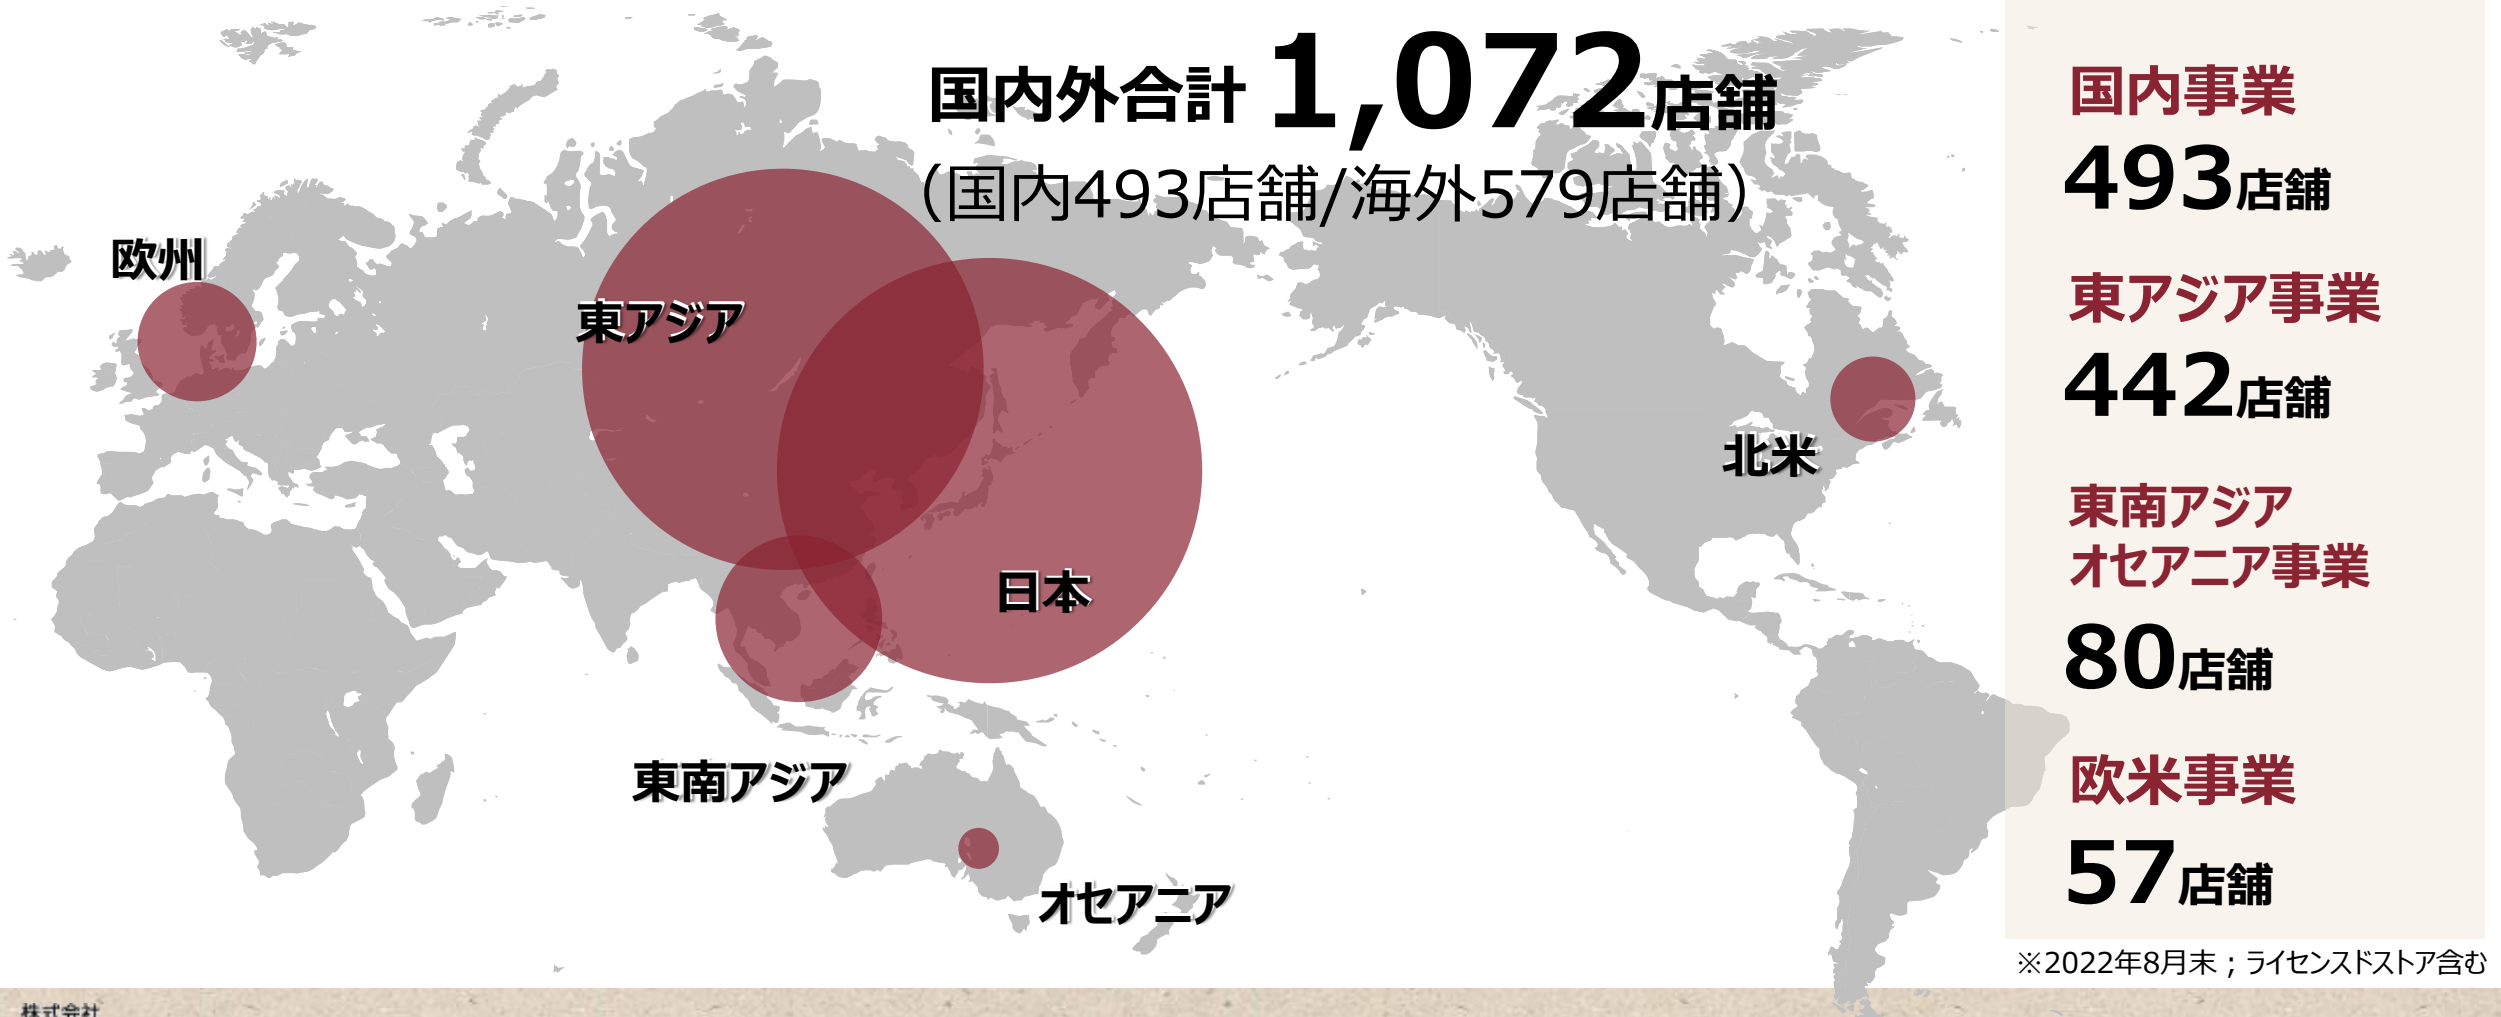 国内外合計 1,072店舗
（国内493店舗/海外579店舗）
欧州
東アジア
日本
北米
東南アジア
オセアニア
国内事業
493店舗
東アジア事業
442店舗
東南アジア
オセアニア事業
80店舗
欧米事業
57店舗
※2022年8月末；ライセンスドストア含む
株式会社